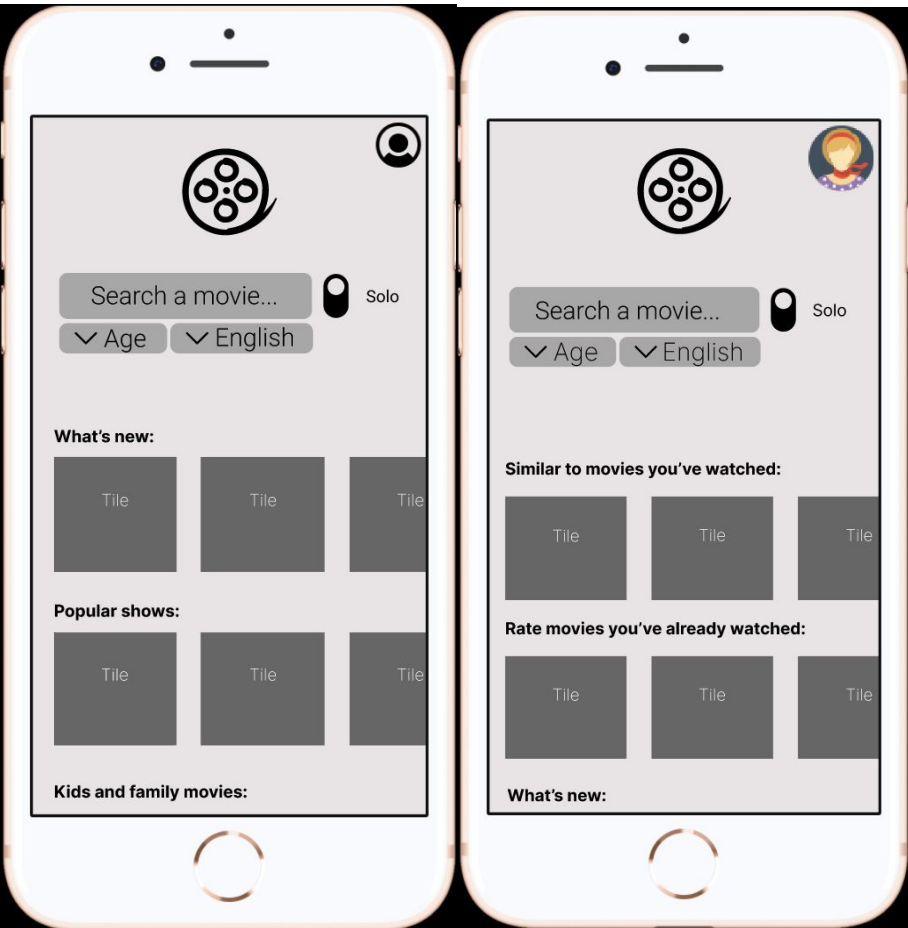 Search a movie...
Solo
Age
English
What's new:
Tile
Tile
Tile
Popular shows:
Tile
Tile
Tile
Kids and family movies:
Search a movie...
Solo
Age
English
Similar to movies you've watched:
Tile
Tile
Tile
Rate movies you've already watched:
Tile
Tile
Tile
What's new: